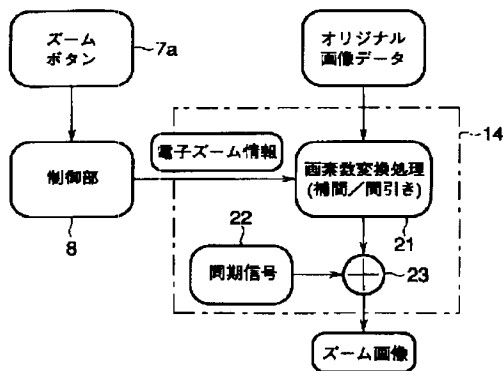 ズーム
ボタン
7a
オリジナル
画像データ
14
電子ズーム情報
制御部
8
画素数変換処理
(補間/間引き)
21
22
同期信号
23
ズーム画像